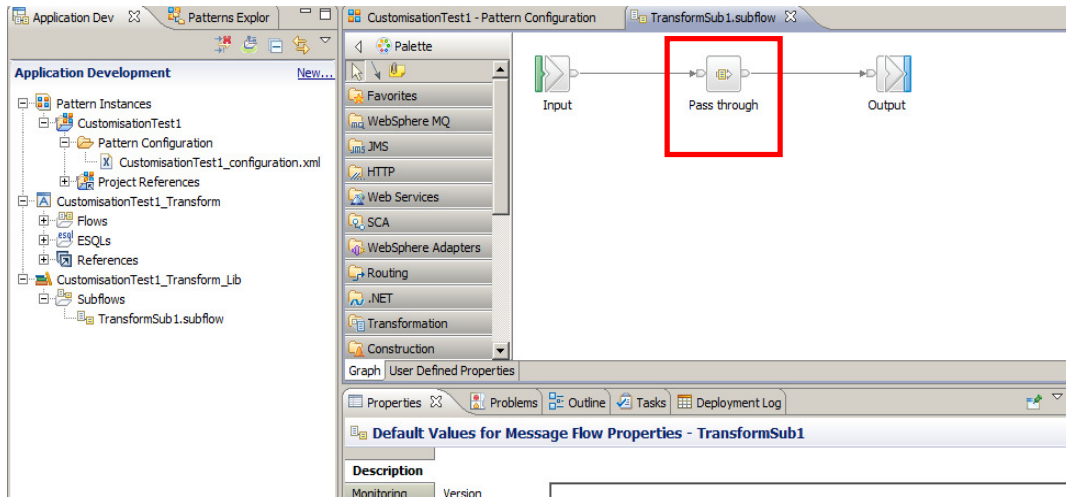 Application Dev
Patterns Explor
Application Development
New...
Pattern Instances
CustomisationTest1
Pattern Configuration
CustomisationTest1_configuration.xml
Project References
CustomisationTest1_Transform
Flows
ESQLs
References
CustomisationTest1_Transform_Lib
Subflows
TransformSub1.subflow
CustomisationTest1 - Pattern Configuration
TransformSub1.subflow
Palette
Favorites
WebSphere MQ
JMS
HTTP
Web Services
SCA
WebSphere Adapters
Routing
.NET
Transformation
Construction
Input
Pass through
Output
Graph
User Defined Properties
Properties
Problems
Outline
Tasks
Deployment Log
Default Values for Message Flow Properties - TransformSub1
Description
Monitoring
Version